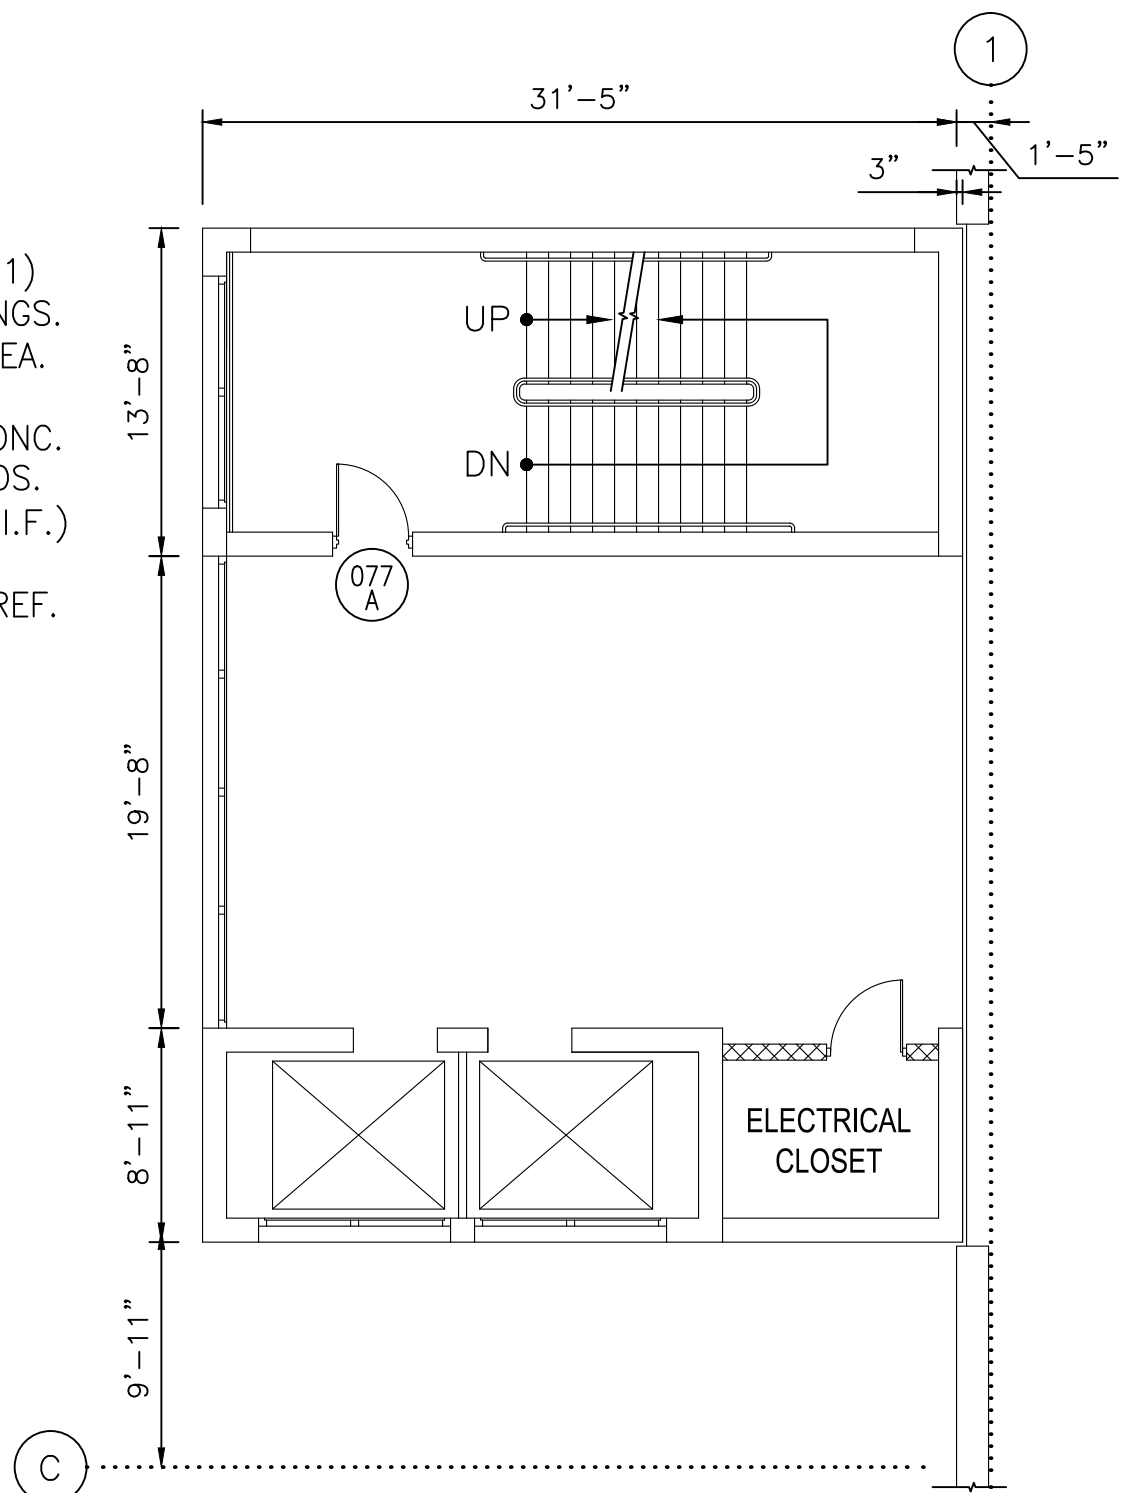 1
31'-5"
1'-5"
3"
1)
NGS.
EA.
ONC.
OS.
I.F.)
REF.
13'-8"
UP
DN
077
A
19'-8"
8'-11"
ELECTRICAL
CLOSET
9'-11"
C